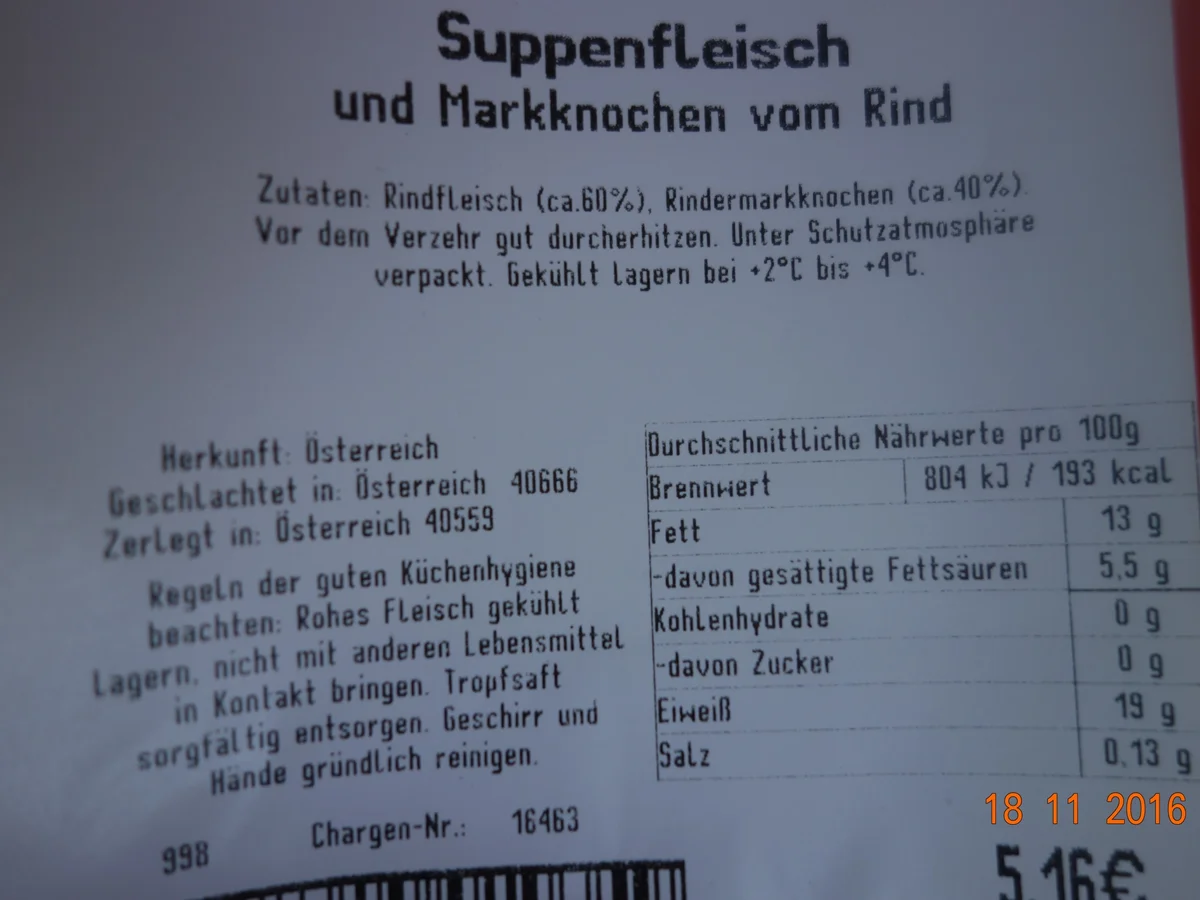 Suppenfleisch
und Markknochen vom Rind
Zutaten: Rindfleisch (ca.60%), Rindermarkknochen (ca.40%).
Vor dem Verzehr gut durcherhitzen. Unter Schutzatmosphäre
verpackt. Gekühlt lagern bei +2°C bis +4°C.
Herkunft: Österreich
Geschlachtet in: Österreich 40666
Zerlegt in: Österreich 40559
Regeln der guten Küchenhygiene
beachten: Rohes Fleisch gekühlt
lagern, nicht mit anderen Lebensmittel
in Kontakt bringen. Tropfsaft
sorgfältig entsorgen. Geschirr und
Hände gründlich reinigen.
Chargen-Nr.: 16463
998
Durchschnittliche Nährwerte pro 100g
Brennwert 804 kJ / 193 kcal
Fett 13 g
-davon gesättigte Fettsäuren 5,5 g
Kohlenhydrate 0 g
-davon Zucker 0 g
Eiweiß 19 g
Salz 0,13 g
18 11 2016
5,16€